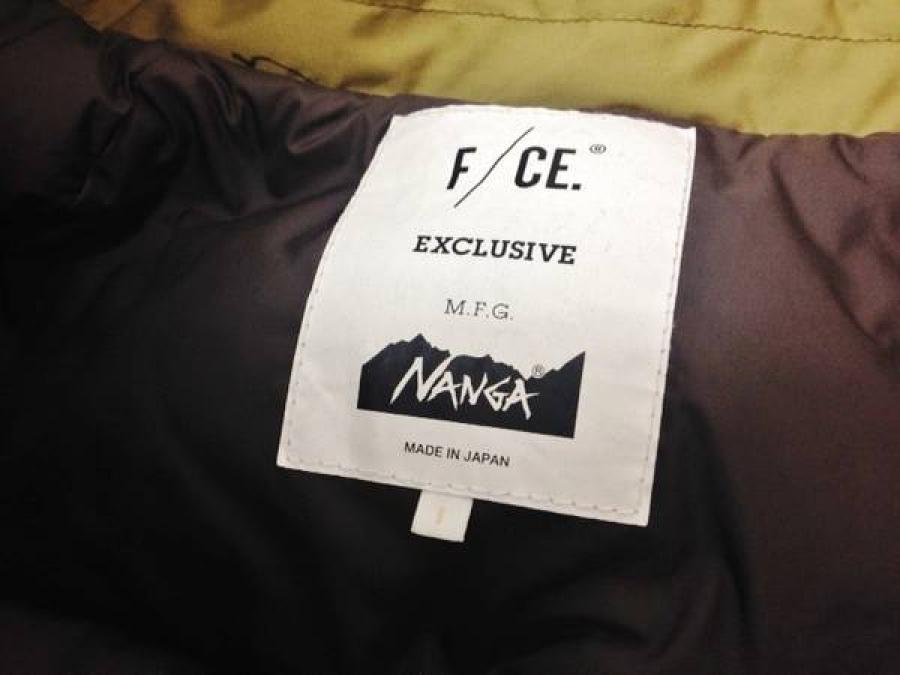 F/CE.®
EXCLUSIVE
M.F.G.
NANGA®
MADE IN JAPAN